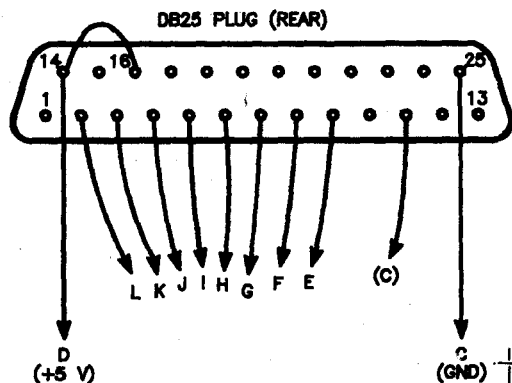 DB25 PLUG (REAR)
14 16 25
1 13
L K J I H G F E (C)
D
(+5 V)
(GND)